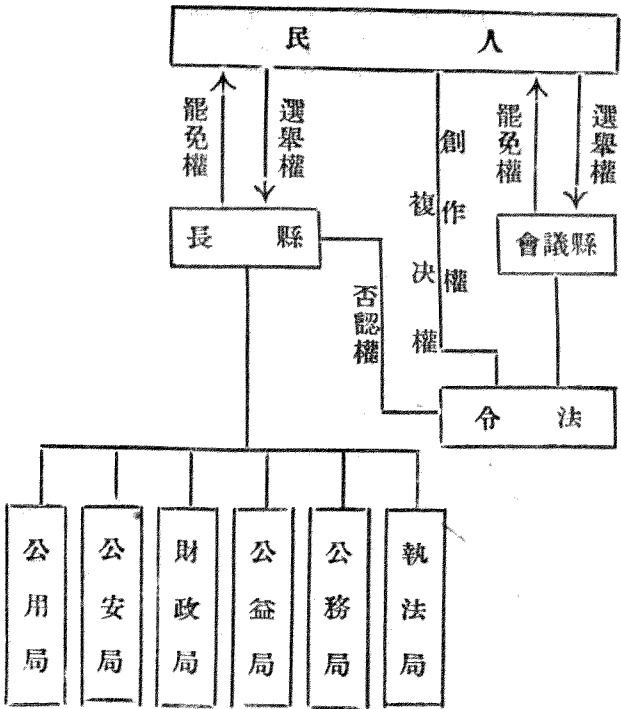 人民
選舉權
罷免權
創作權
複決權
選舉權
罷免權
縣議會
縣長
否認權
法令
執法局
公務局
公益局
財政局
公安局
公用局